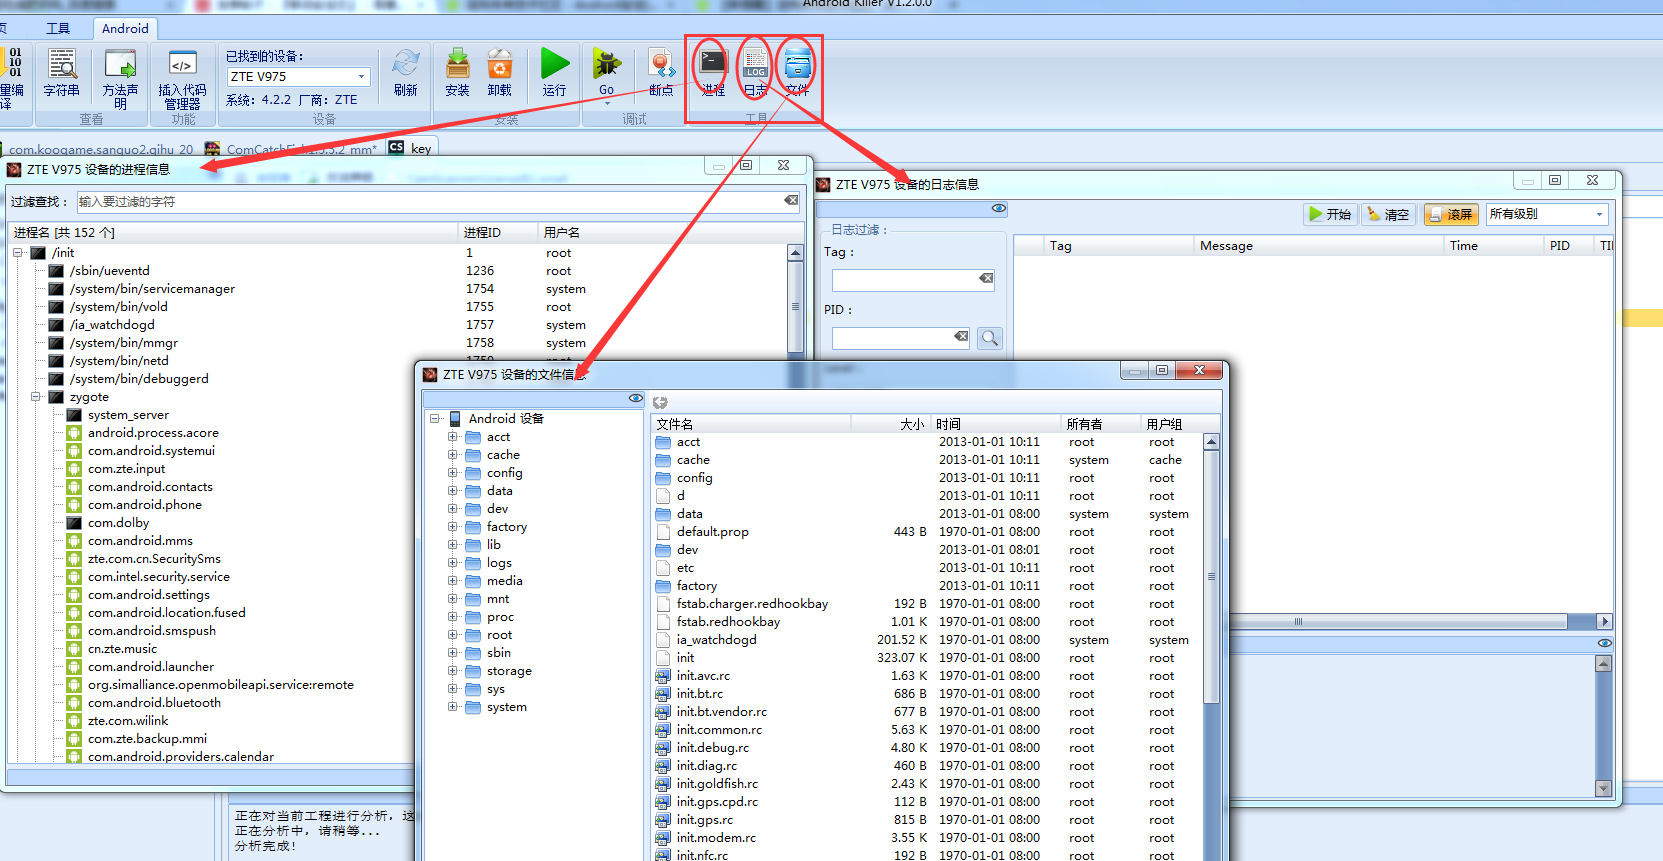 Android Killer V1.2.0.0
页 工具 Android
01
10
01
量编
译
字符串
方法声
明
查看
插入代码
管理器
功能
已找到的设备：
ZTE V975
系统：4.2.2 厂商：ZTE
刷新
设备
安装
卸载
安装
运行
Go
断点
调试
进程
LOG
日志
文件
工具
com.koogame.sanguo2.qihu_20
CS key
ZTE V975 设备的进程信息
过滤查找：
输入要过滤的字符
进程名 [共 152 个] 进程ID 用户名
/init 1 root
/sbin/ueventd 1236 root
/system/bin/servicemanager 1754 system
/system/bin/vold 1755 root
/ia_watchdogd 1757 system
/system/bin/mmgr 1758 system
/system/bin/netd 1759 root
/system/bin/debuggerd
zygote
system_server
android.process.acore
com.android.systemui
com.zte.input
com.android.contacts
com.android.phone
com.dolby
com.android.mms
zte.com.cn.SecuritySms
com.intel.security.service
com.android.settings
com.android.location.fused
com.android.smspush
cn.zte.music
com.android.launcher
org.simalliance.openmobileapi.service:remote
com.android.bluetooth
zte.com.wilink
com.zte.backup.mmi
com.android.providers.calendar
ZTE V975 设备的日志信息
开始 清空 滚屏 所有级别
日志过滤：
Tag：
PID：
Tag Message Time PID TI
ZTE V975 设备的文件信息
Android 设备
acct
cache
config
data
dev
factory
lib
logs
media
mnt
proc
root
sbin
storage
sys
system
文件名 大小 时间 所有者 用户组
acct 2013-01-01 10:11 root root
cache 2013-01-01 10:11 system cache
config 2013-01-01 10:11 root root
d 2013-01-01 10:11 root root
data 2013-01-01 08:00 system system
default.prop 443 B 1970-01-01 08:00 root root
dev 2013-01-01 08:01 root root
etc 2013-01-01 10:11 root root
factory 2013-01-01 10:11 root root
fstab.charger.redhookbay 192 B 1970-01-01 08:00 root root
fstab.redhookbay 1.01 K 1970-01-01 08:00 root root
ia_watchdogd 201.52 K 1970-01-01 08:00 system system
init 323.07 K 1970-01-01 08:00 root root
init.avc.rc 1.63 K 1970-01-01 08:00 root root
init.bt.rc 686 B 1970-01-01 08:00 root root
init.bt.vendor.rc 677 B 1970-01-01 08:00 root root
init.common.rc 5.63 K 1970-01-01 08:00 root root
init.debug.rc 4.80 K 1970-01-01 08:00 root root
init.diag.rc 460 B 1970-01-01 08:00 root root
init.goldfish.rc 2.43 K 1970-01-01 08:00 root root
init.gps.cpd.rc 112 B 1970-01-01 08:00 root root
init.gps.rc 815 B 1970-01-01 08:00 root root
init.modem.rc 3.55 K 1970-01-01 08:00 root root
init.nfc.rc 192 B 1970-01-01 08:00 root root
正在对当前工程进行分析，这
正在分析中，请稍等...
分析完成！